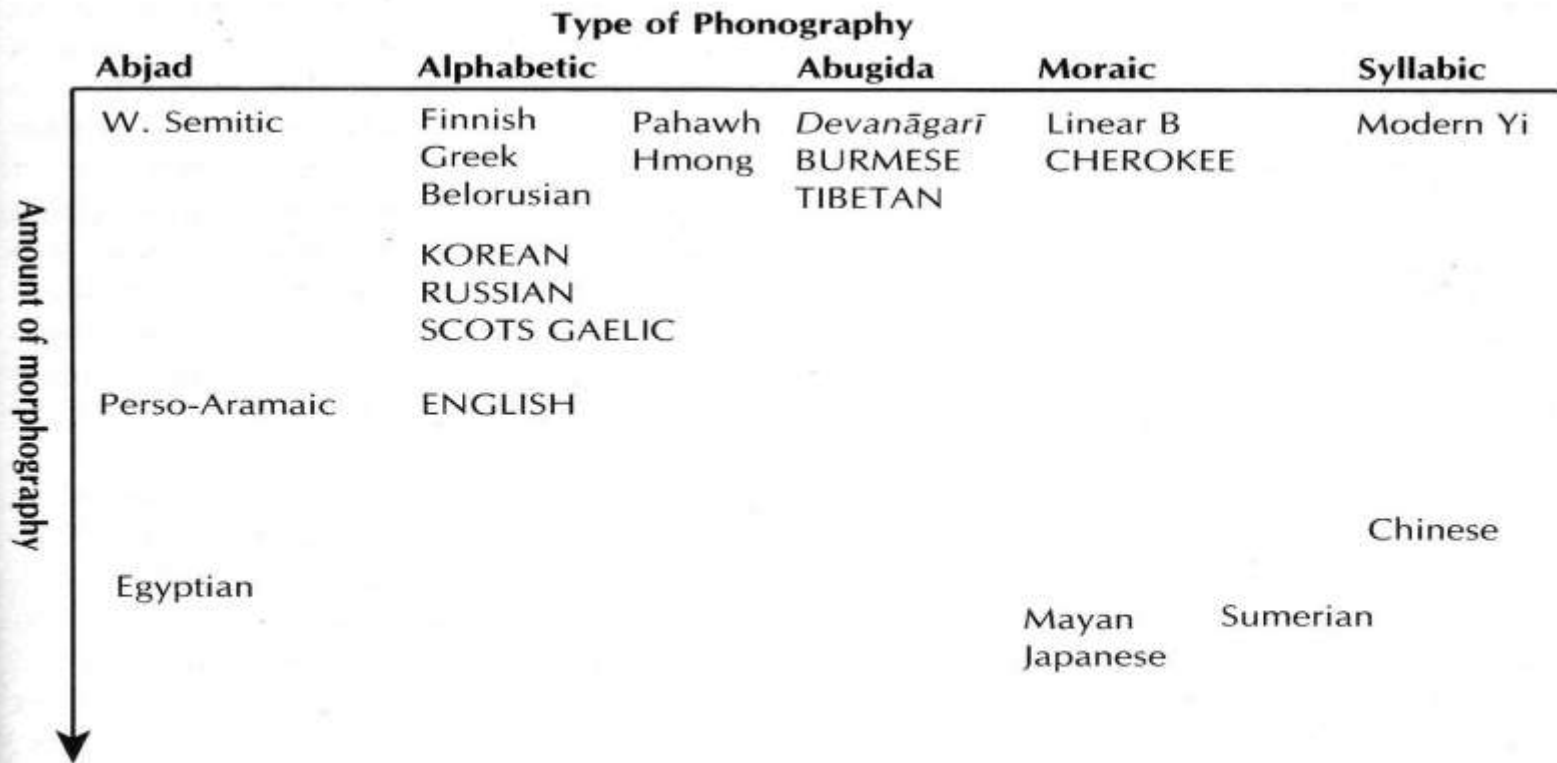 Type of Phonography
Abjad Alphabetic Abugida Moraic Syllabic
W. Semitic Finnish Pahawh Devanāgarī Linear B Modern Yi
Greek Hmong BURMESE CHEROKEE
Belorusian TIBETAN
KOREAN
RUSSIAN
SCOTS GAELIC
Perso-Aramaic ENGLISH
Chinese
Egyptian
Mayan Sumerian
Japanese
Amount of morphography